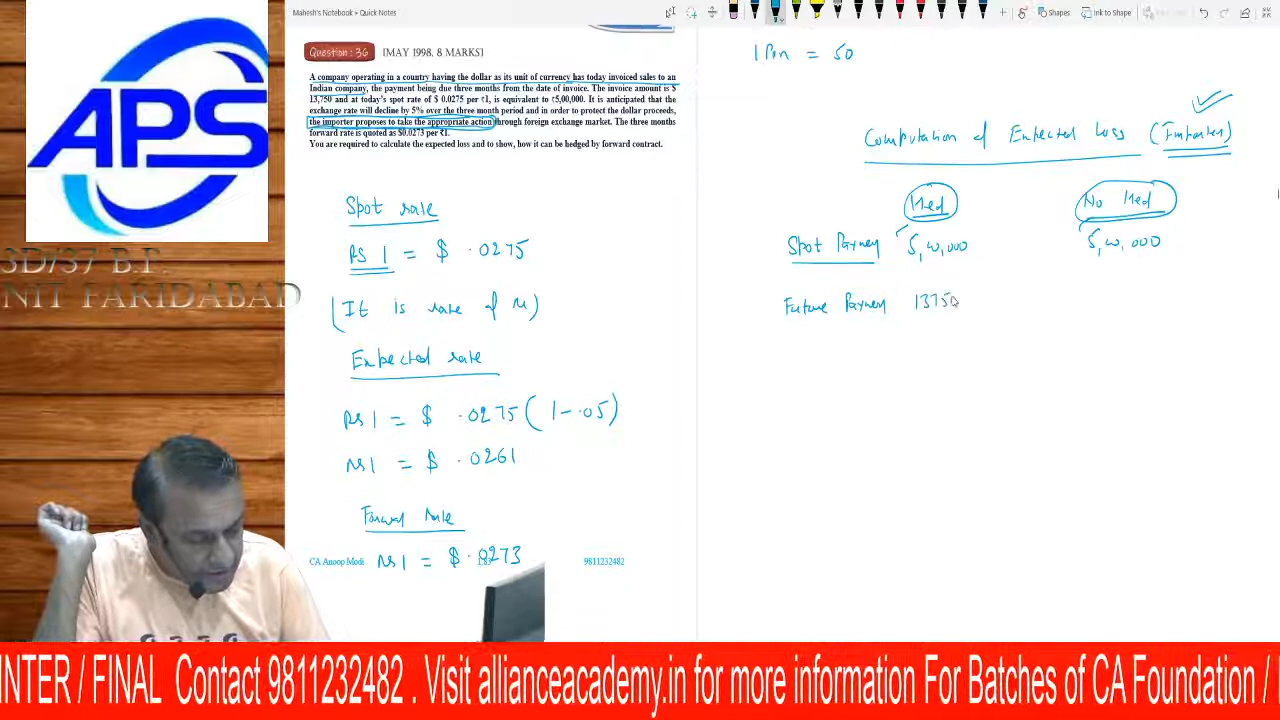 Mahesh's Notebook » Quick Notes
Shapes
Ink to Shape
APS
3D/37 B.P.
NIT FARIDABAD
Question : 36 [MAY 1998, 8 MARKS]
A company operating in a country having the dollar as its unit of currency has today invoiced sales to an
Indian company, the payment being due three months from the date of invoice. The invoice amount is $
13,750 and at today's spot rate of $ 0.0275 per ₹1, is equivalent to ₹5,00,000. It is anticipated that the
exchange rate will decline by 5% over the three month period and in order to protect the dollar proceeds,
the importer proposes to take the appropriate action through foreign exchange market. The three months
forward rate is quoted as $0.0273 per ₹1.
You are required to calculate the expected loss and to show, how it can be hedged by forward contract.
Spot rate
RS 1 = $ .0275
(It is rate of
Expected rate
RS 1 = $ .0275 (1-.05)
RS 1 = $ .0261
Forward rate
RS 1 = $ .0273
CA Anoop Modi 1.83 9811232482
= 50
Computation of Expected Loss (Importer)
Hed No Hed
Spot Paymen 5,00,000 5,00,000
Future Paymen 13750
INTER / FINAL Contact 9811232482 . Visit allianceacademy.in for more information For Batches of CA Foundation /